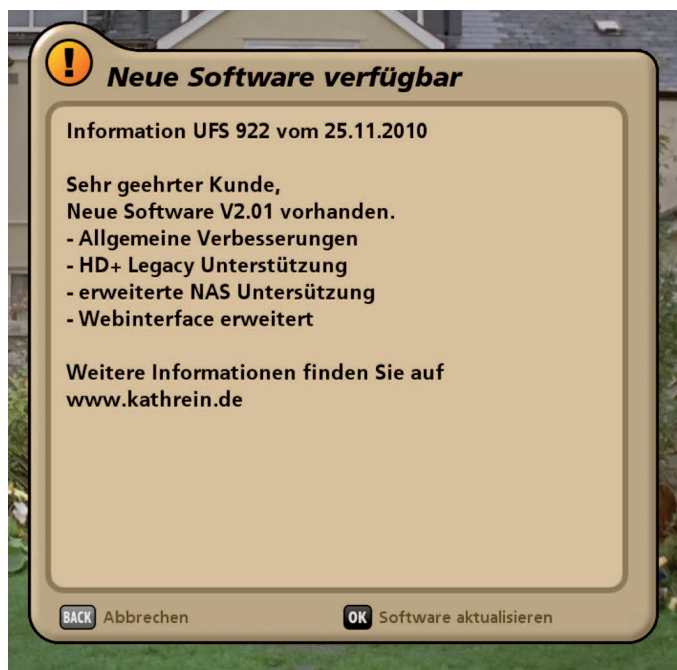 Neue Software verfügbar
Information UFS 922 vom 25.11.2010
Sehr geehrter Kunde,
Neue Software V2.01 vorhanden.
- Allgemeine Verbesserungen
- HD+ Legacy Unterstützung
- erweiterte NAS Untersützung
- Webinterface erweitert
Weitere Informationen finden Sie auf
www.kathrein.de
BACK Abbrechen OK Software aktualisieren